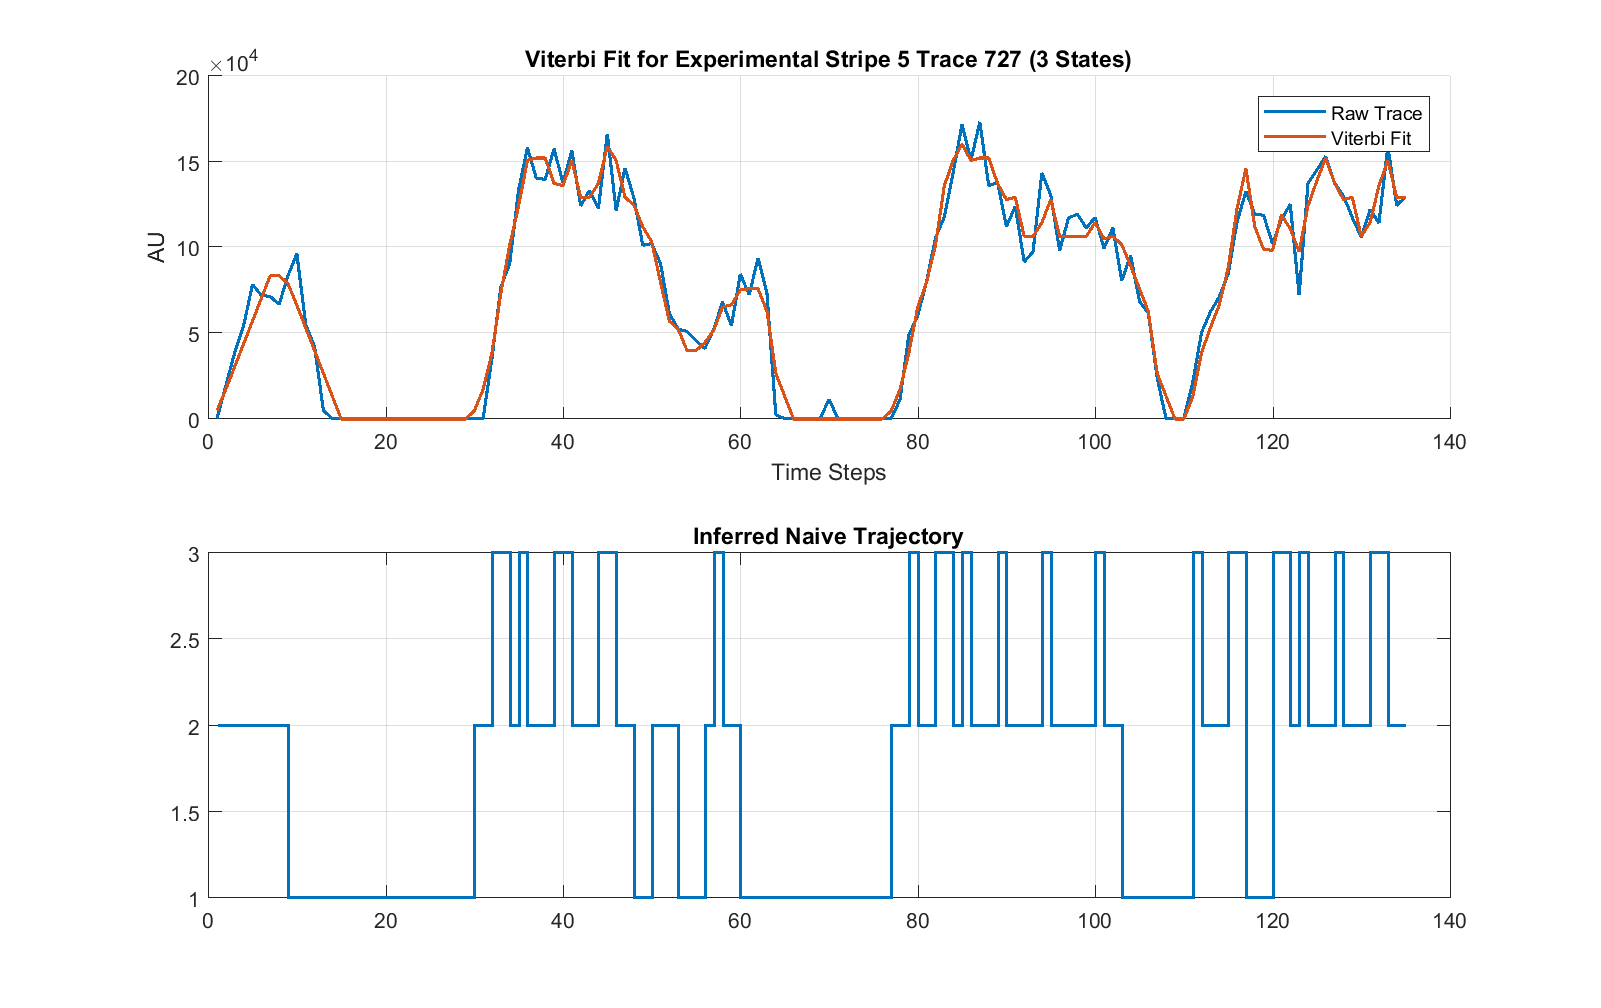 Viterbi Fit for Experimental Stripe 5 Trace 727 (3 States)
×10⁴
20
15
10
5
0
AU
Raw Trace
Viterbi Fit
0 20 40 60 80 100 120 140
Time Steps
Inferred Naive Trajectory
3
2.5
2
1.5
1
0 20 40 60 80 100 120 140